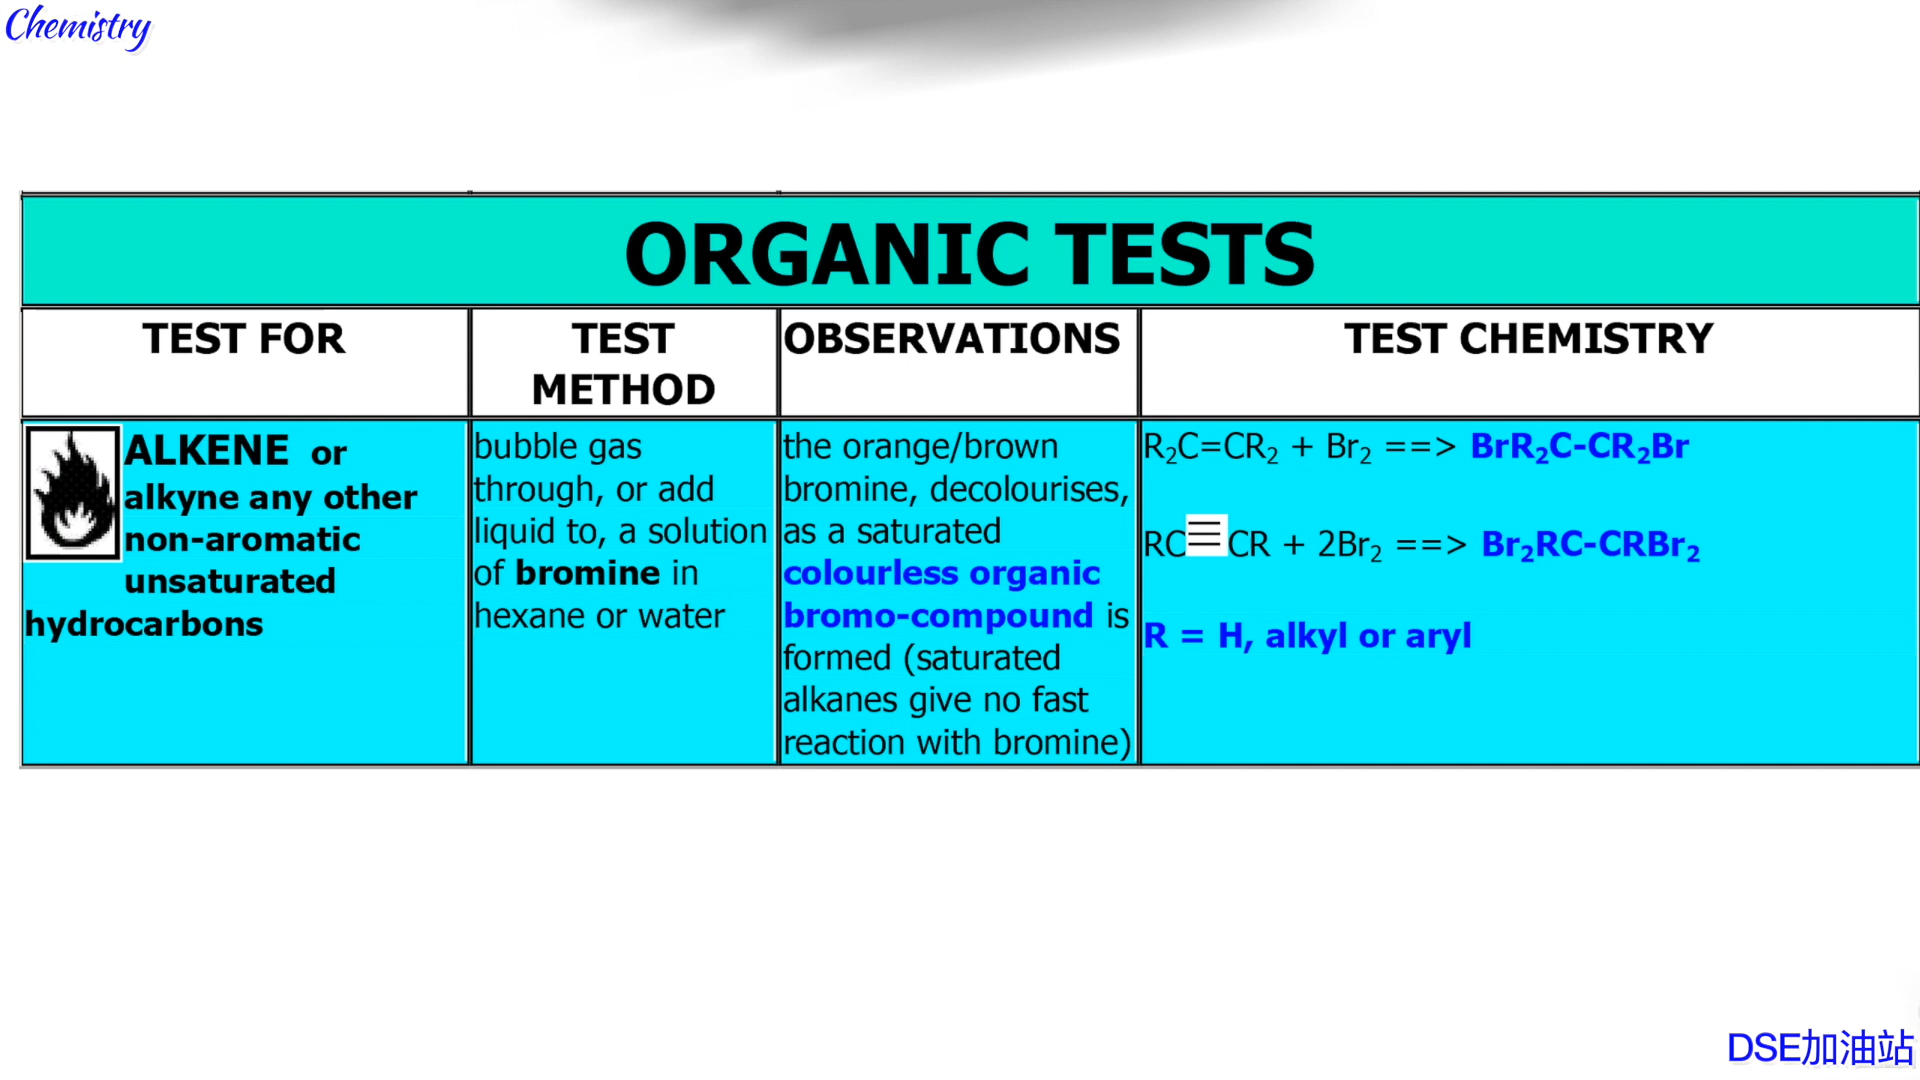 Chemistry
ORGANIC TESTS
TEST FOR
TEST
METHOD
OBSERVATIONS
TEST CHEMISTRY
ALKENE or
alkyne any other
non-aromatic
unsaturated
hydrocarbons
bubble gas
through, or add
liquid to, a solution
of bromine in
hexane or water
the orange/brown
bromine, decolourises,
as a saturated
colourless organic
bromo-compound is
formed (saturated
alkanes give no fast
reaction with bromine)
R₂C=CR₂ + Br₂ ==> BrR₂C-CR₂Br
RC≡CR + 2Br₂ ==> Br₂RC-CRBr₂
R = H, alkyl or aryl
DSE加油站